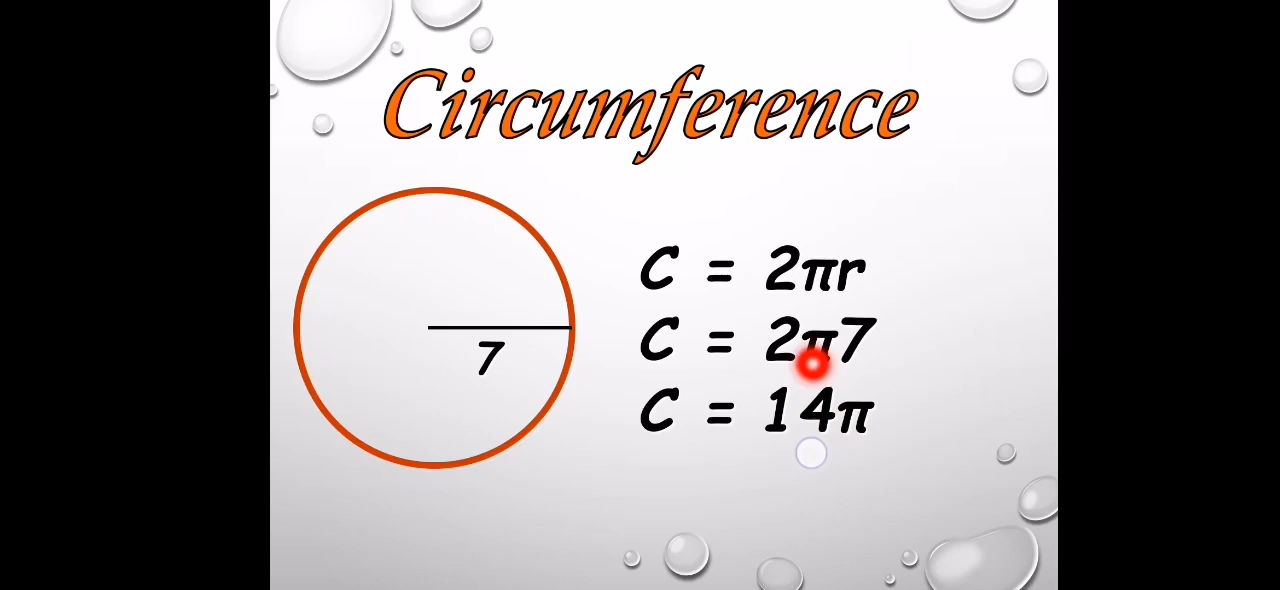 Circumference
7
C = 2πr
C = 2π7
C = 14π